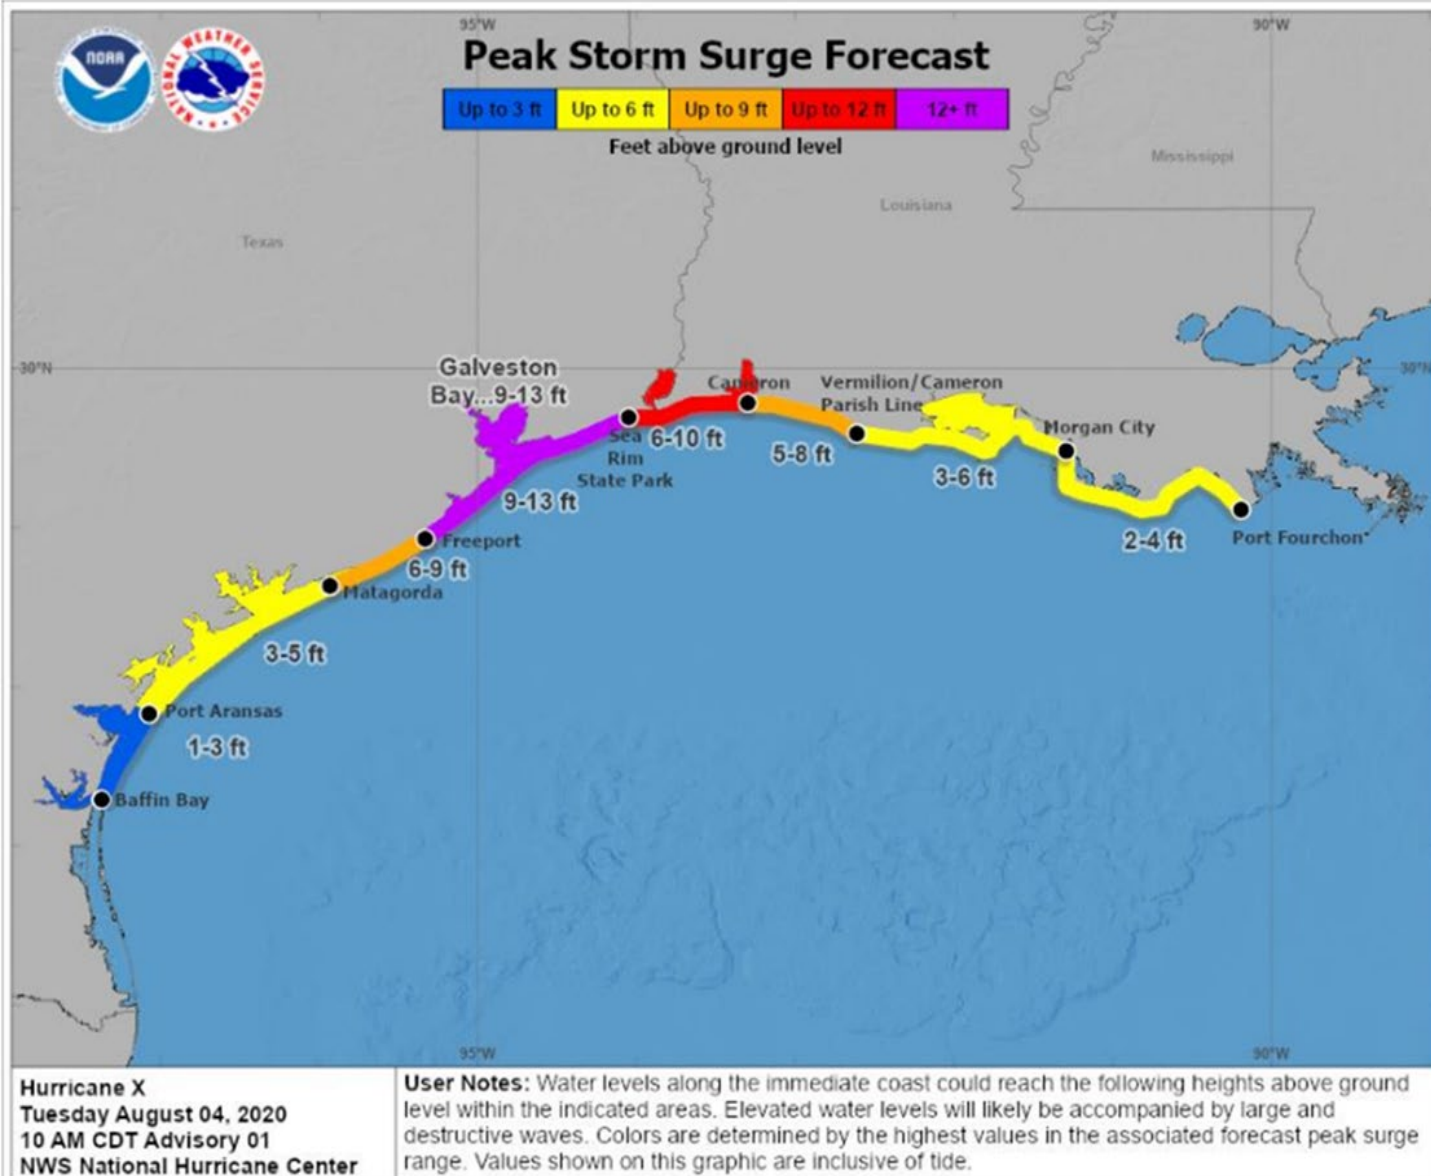 95°W
90°W
NOAA
NATIONAL WEATHER SERVICE
Peak Storm Surge Forecast
Up to 3 ft
Up to 6 ft
Up to 9 ft
Up to 12 ft
12+ ft
Feet above ground level
Mississippi
Louisiana
Texas
30°N
30°N
Galveston
Bay...9-13 ft
Cameron
Vermilion/Cameron
Parish Line
Morgan City
Sea
Rim
State Park
6-10 ft
5-8 ft
3-6 ft
9-13 ft
2-4 ft
Port Fourchon
Freeport
6-9 ft
Matagorda
3-5 ft
Port Aransas
1-3 ft
Baffin Bay
95°W
90°W
Hurricane X
Tuesday August 04, 2020
10 AM CDT Advisory 01
NWS National Hurricane Center
User Notes: Water levels along the immediate coast could reach the following heights above ground
level within the indicated areas. Elevated water levels will likely be accompanied by large and
destructive waves. Colors are determined by the highest values in the associated forecast peak surge
range. Values shown on this graphic are inclusive of tide.